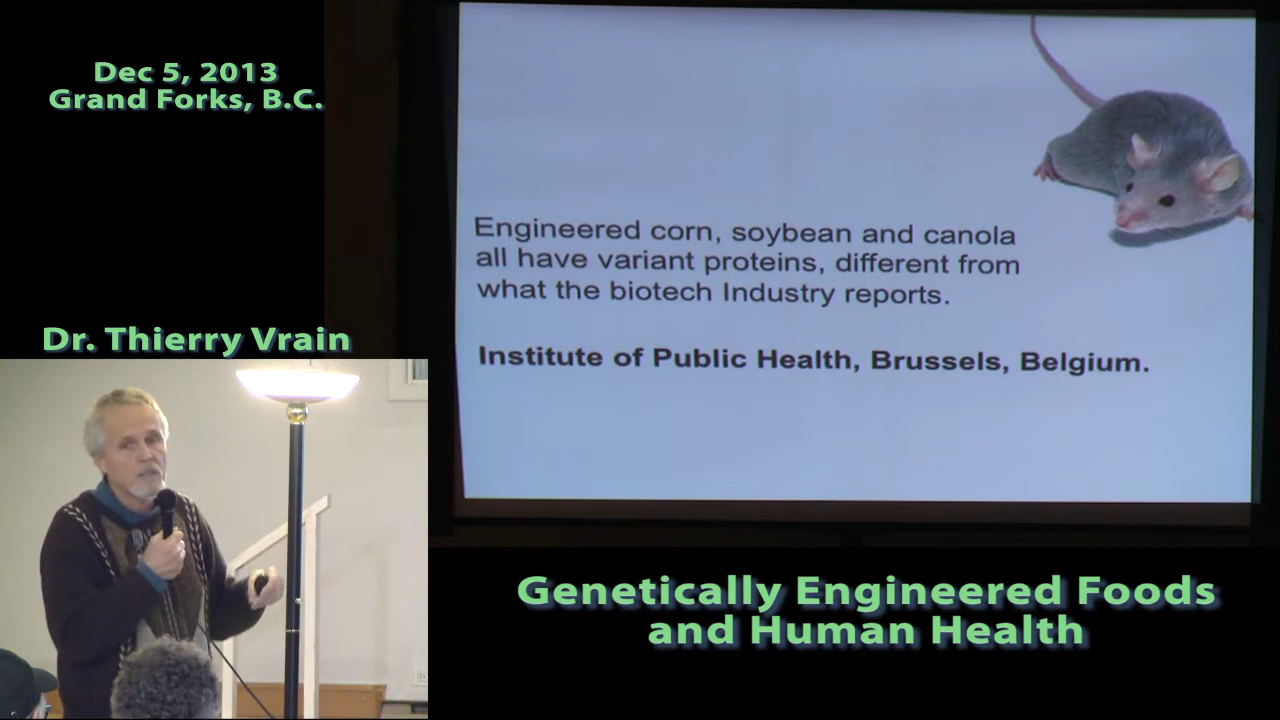 Dec 5, 2013
Grand Forks, B.C.
Dr. Thierry Vrain
Engineered corn, soybean and canola
all have variant proteins, different from
what the biotech Industry reports.
Institute of Public Health, Brussels, Belgium.
Genetically Engineered Foods
and Human Health